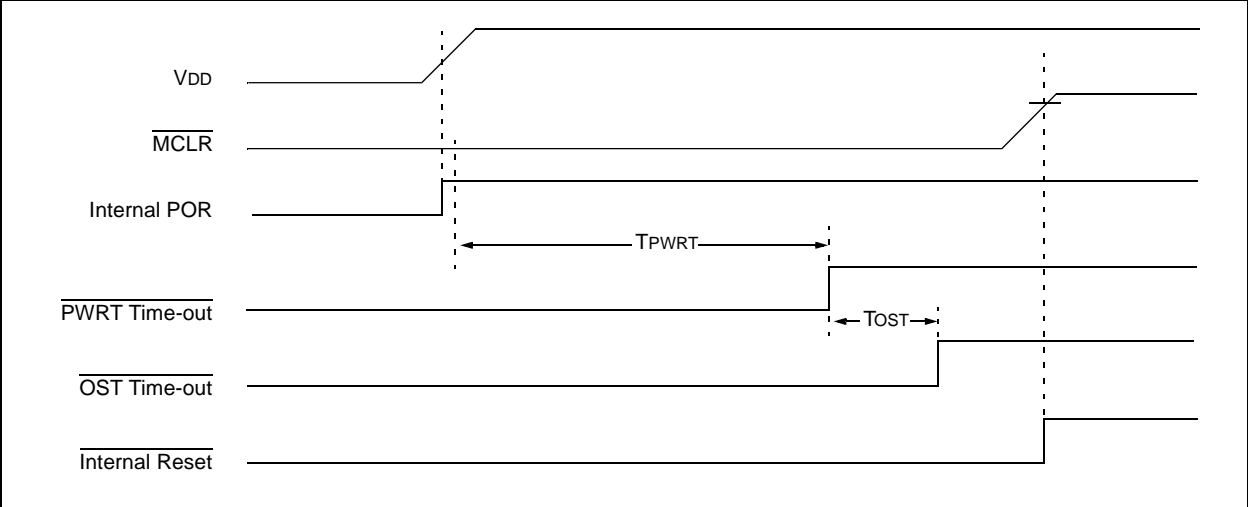 VDD
MCLR
Internal POR
TPWRT
PWRT Time-out
TOST
OST Time-out
Internal Reset